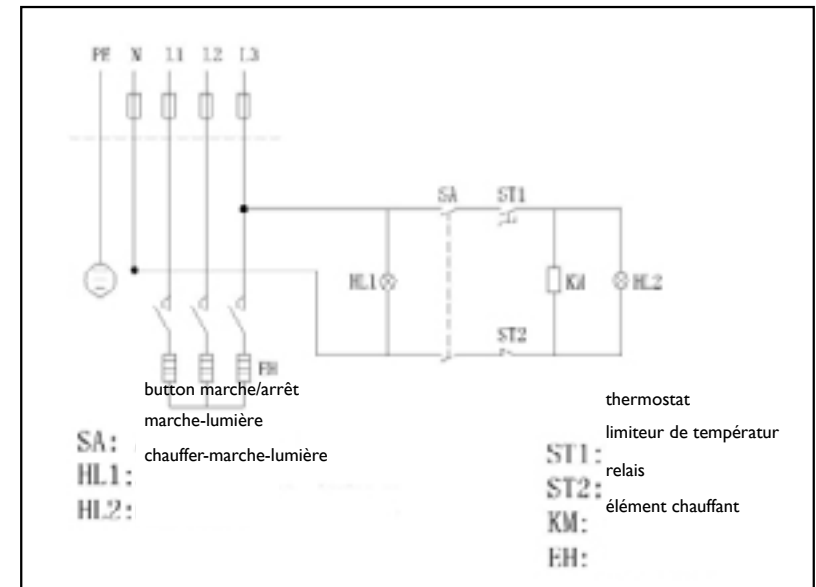 PE N L1 L2 L3
SA ST1
HL1 KM HL2
ST2
EH
button marche/arrêt
marche-lumière
chauffer-marche-lumière
SA:
HL1:
HL2:
thermostat
limiteur de températur
relais
élément chauffant
ST1:
ST2:
KM:
EH: